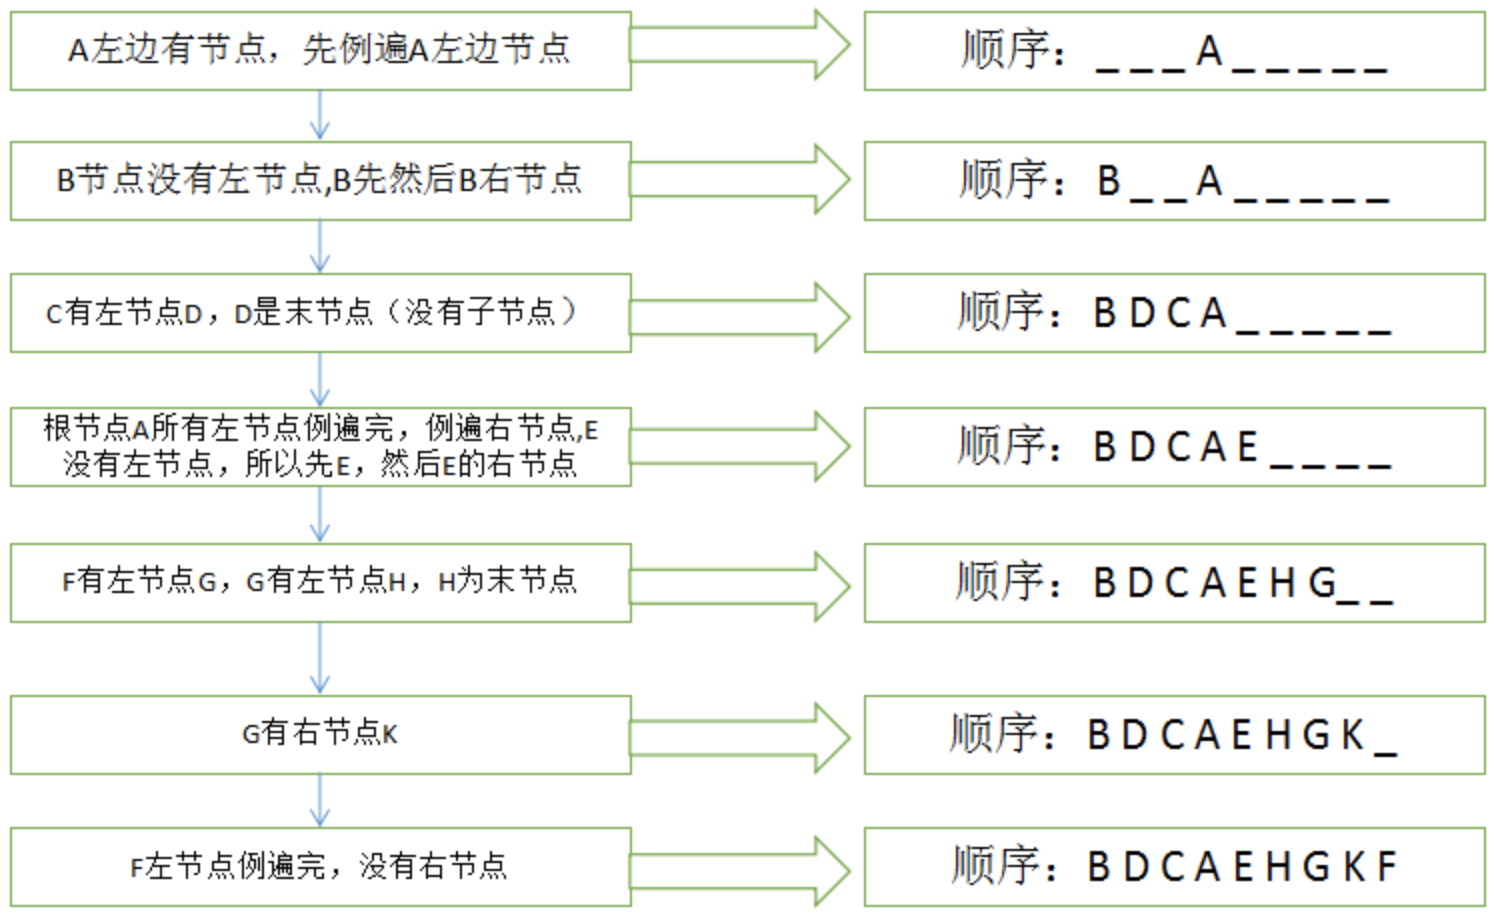 A左边有节点，先例遍A左边节点
顺序：_ _ _ A _ _ _ _ _
B节点没有左节点,B先然后B右节点
顺序：B _ _ A _ _ _ _ _
C有左节点D，D是末节点（没有子节点）
顺序：B D C A _ _ _ _ _
根节点A所有左节点例遍完，例遍右节点,E
没有左节点，所以先E，然后E的右节点
顺序：B D C A E _ _ _ _
F有左节点G，G有左节点H，H为末节点
顺序：B D C A E H G_ _
G有右节点K
顺序：B D C A E H G K _
F左节点例遍完，没有右节点
顺序：B D C A E H G K F